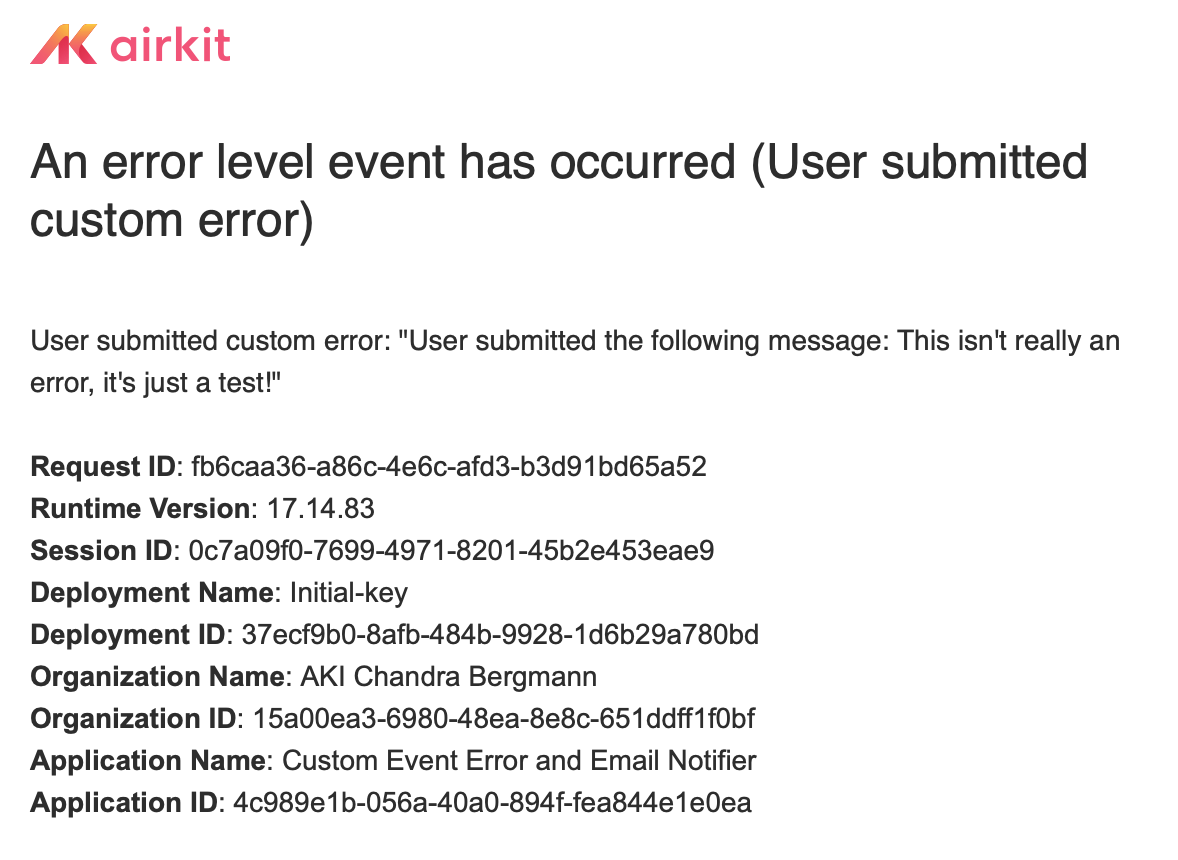 airkit
An error level event has occurred (User submitted
custom error)
User submitted custom error: "User submitted the following message: This isn't really an
error, it's just a test!"
Request ID: fb6caa36-a86c-4e6c-afd3-b3d91bd65a52
Runtime Version: 17.14.83
Session ID: 0c7a09f0-7699-4971-8201-45b2e453eae9
Deployment Name: Initial-key
Deployment ID: 37ecf9b0-8afb-484b-9928-1d6b29a780bd
Organization Name: AKI Chandra Bergmann
Organization ID: 15a00ea3-6980-48ea-8e8c-651ddff1f0bf
Application Name: Custom Event Error and Email Notifier
Application ID: 4c989e1b-056a-40a0-894f-fea844e1e0ea